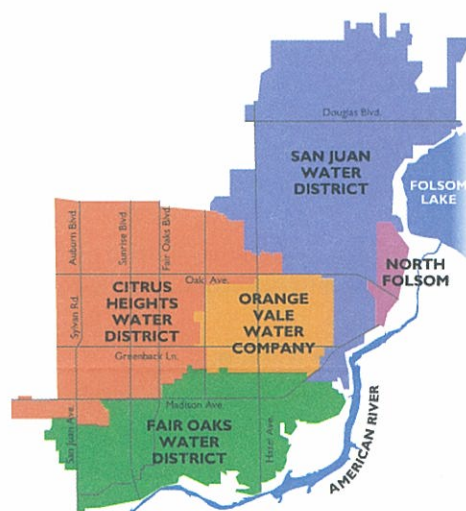 Douglas Blvd.
SAN JUAN
WATER
DISTRICT
FOLSOM
LAKE
Auburn Blvd.
Sunrise Blvd.
Fair Oaks Blvd.
NORTH
FOLSOM
Oak Ave.
CITRUS
HEIGHTS
WATER
DISTRICT
ORANGE
VALE
WATER
COMPANY
Sylvan Rd.
Greenback Ln.
Madison Ave.
FAIR OAKS
WATER
DISTRICT
San Juan Ave.
Hazel Ave.
AMERICAN RIVER